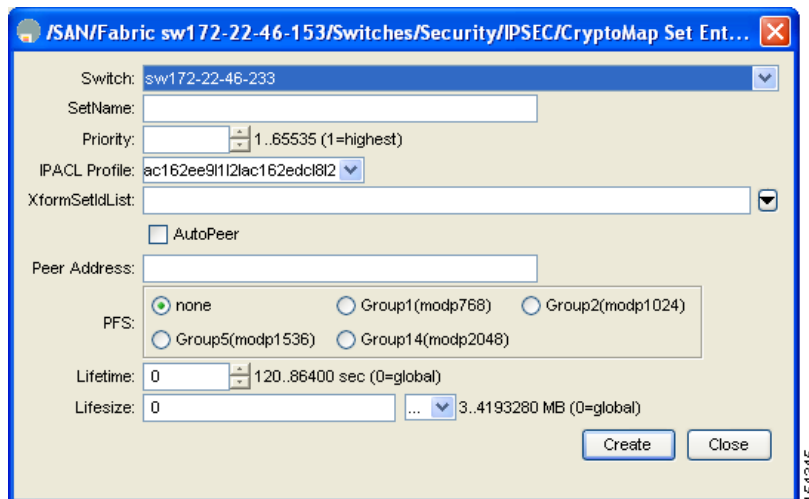 /SAN/Fabric sw172-22-46-153/Switches/Security/IPSEC/CryptoMap Set Ent...
Switch: sw172-22-46-233
SetName:
Priority: 1..65535 (1=highest)
IPACL Profile:
XformSetIdList:
AutoPeer
Peer Address:
PFS:
none Group1(modp768) Group2(modp1024)
Group5(modp1536) Group14(modp2048)
Lifetime: 0 120..86400 sec (0=global)
Lifesize: 0 ... 3..4193280 MB (0=global)
Create Close